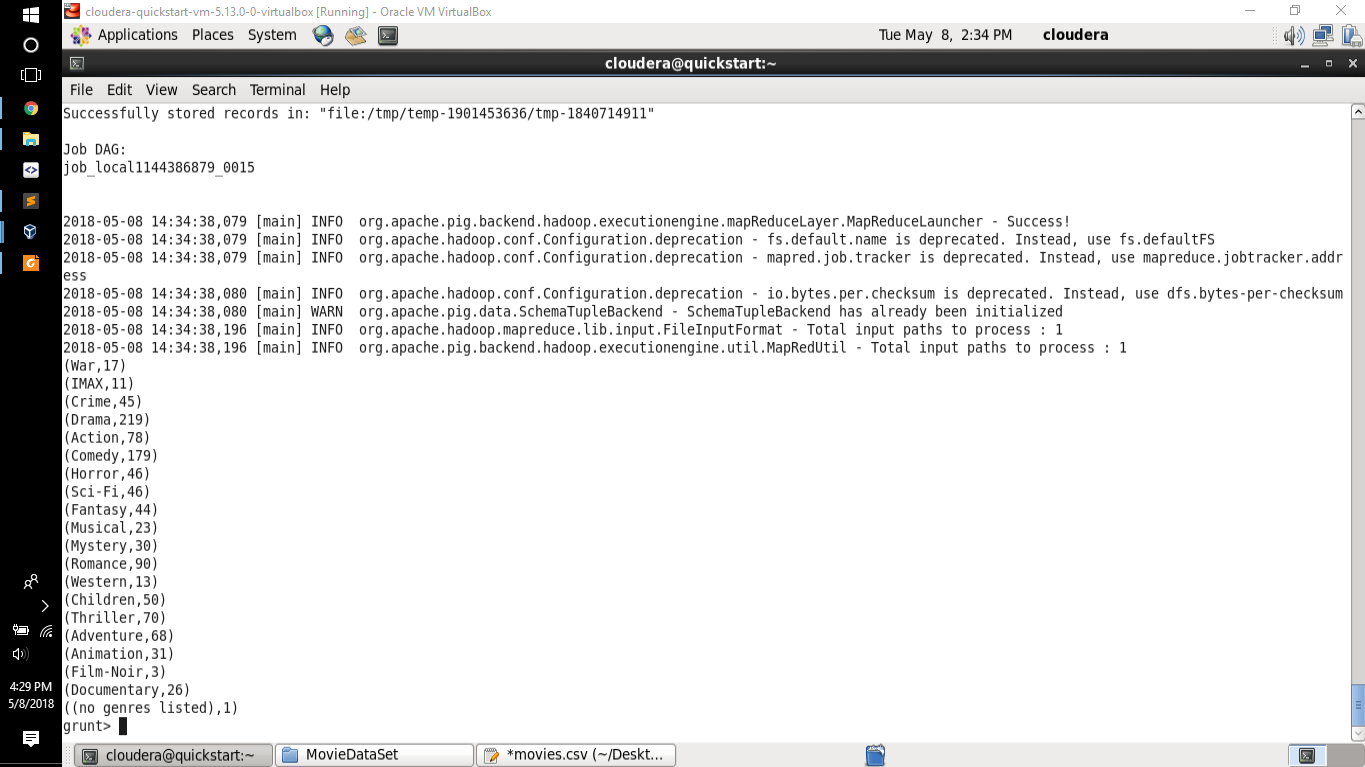 cloudera-quickstart-vm-5.13.0-0-virtualbox [Running] - Oracle VM VirtualBox
Applications Places System Tue May 8, 2:34 PM cloudera
cloudera@quickstart:~
File Edit View Search Terminal Help
Successfully stored records in: "file:/tmp/temp-1901453636/tmp-1840714911"
Job DAG:
job_local1144386879_0015
2018-05-08 14:34:38,079 [main] INFO  org.apache.pig.backend.hadoop.executionengine.mapReduceLayer.MapReduceLauncher - Success!
2018-05-08 14:34:38,079 [main] INFO  org.apache.hadoop.conf.Configuration.deprecation - fs.default.name is deprecated. Instead, use fs.defaultFS
2018-05-08 14:34:38,079 [main] INFO  org.apache.hadoop.conf.Configuration.deprecation - mapred.job.tracker is deprecated. Instead, use mapreduce.jobtracker.addr
ess
2018-05-08 14:34:38,080 [main] INFO  org.apache.hadoop.conf.Configuration.deprecation - io.bytes.per.checksum is deprecated. Instead, use dfs.bytes-per-checksum
2018-05-08 14:34:38,080 [main] WARN  org.apache.pig.data.SchemaTupleBackend - SchemaTupleBackend has already been initialized
2018-05-08 14:34:38,196 [main] INFO  org.apache.hadoop.mapreduce.lib.input.FileInputFormat - Total input paths to process : 1
2018-05-08 14:34:38,196 [main] INFO  org.apache.pig.backend.hadoop.executionengine.util.MapRedUtil - Total input paths to process : 1
(War,17)
(IMAX,11)
(Crime,45)
(Drama,219)
(Action,78)
(Comedy,179)
(Horror,46)
(Sci-Fi,46)
(Fantasy,44)
(Musical,23)
(Mystery,30)
(Romance,90)
(Western,13)
(Children,50)
(Thriller,70)
(Adventure,68)
(Animation,31)
(Film-Noir,3)
(Documentary,26)
((no genres listed),1)
grunt>
4:29 PM
5/8/2018
cloudera@quickstart:~ MovieDataSet *movies.csv (~/Deskt...